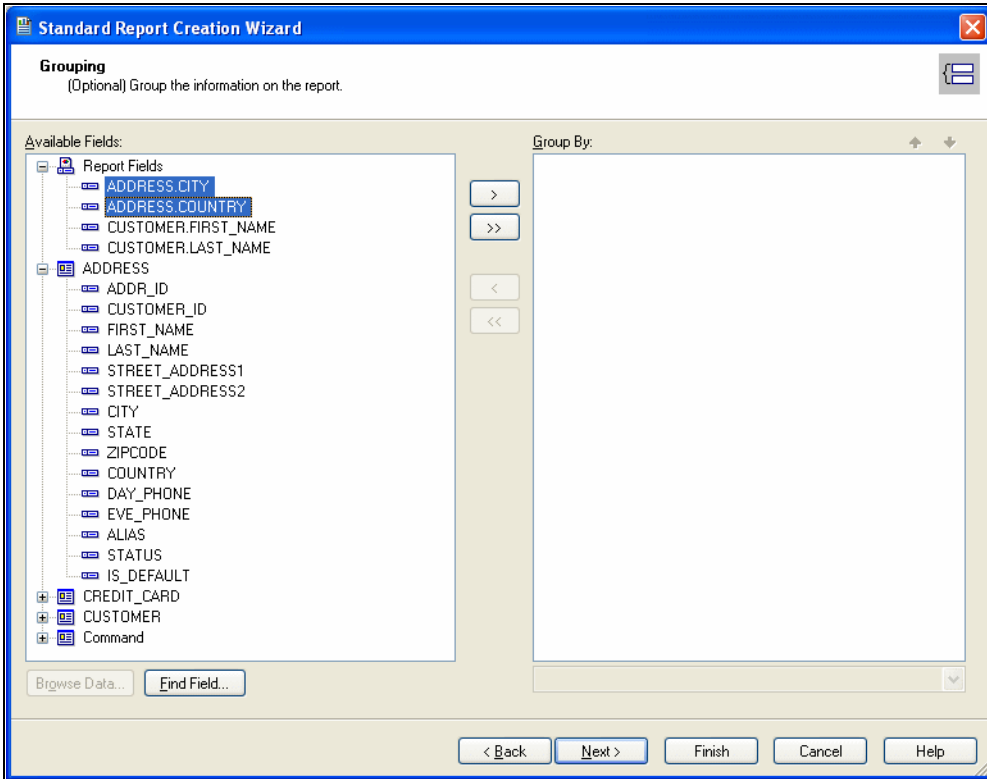 Standard Report Creation Wizard
Grouping
(Optional) Group the information on the report.
Available Fields:
Report Fields
ADDRESS.CITY
ADDRESS.COUNTRY
CUSTOMER.FIRST_NAME
CUSTOMER.LAST_NAME
ADDRESS
ADDR_ID
CUSTOMER_ID
FIRST_NAME
LAST_NAME
STREET_ADDRESS1
STREET_ADDRESS2
CITY
STATE
ZIPCODE
COUNTRY
DAY_PHONE
EVE_PHONE
ALIAS
STATUS
IS_DEFAULT
CREDIT_CARD
CUSTOMER
Command
Browse Data...
Find Field...
>
>>
<
<<
Group By:
< Back
Next >
Finish
Cancel
Help